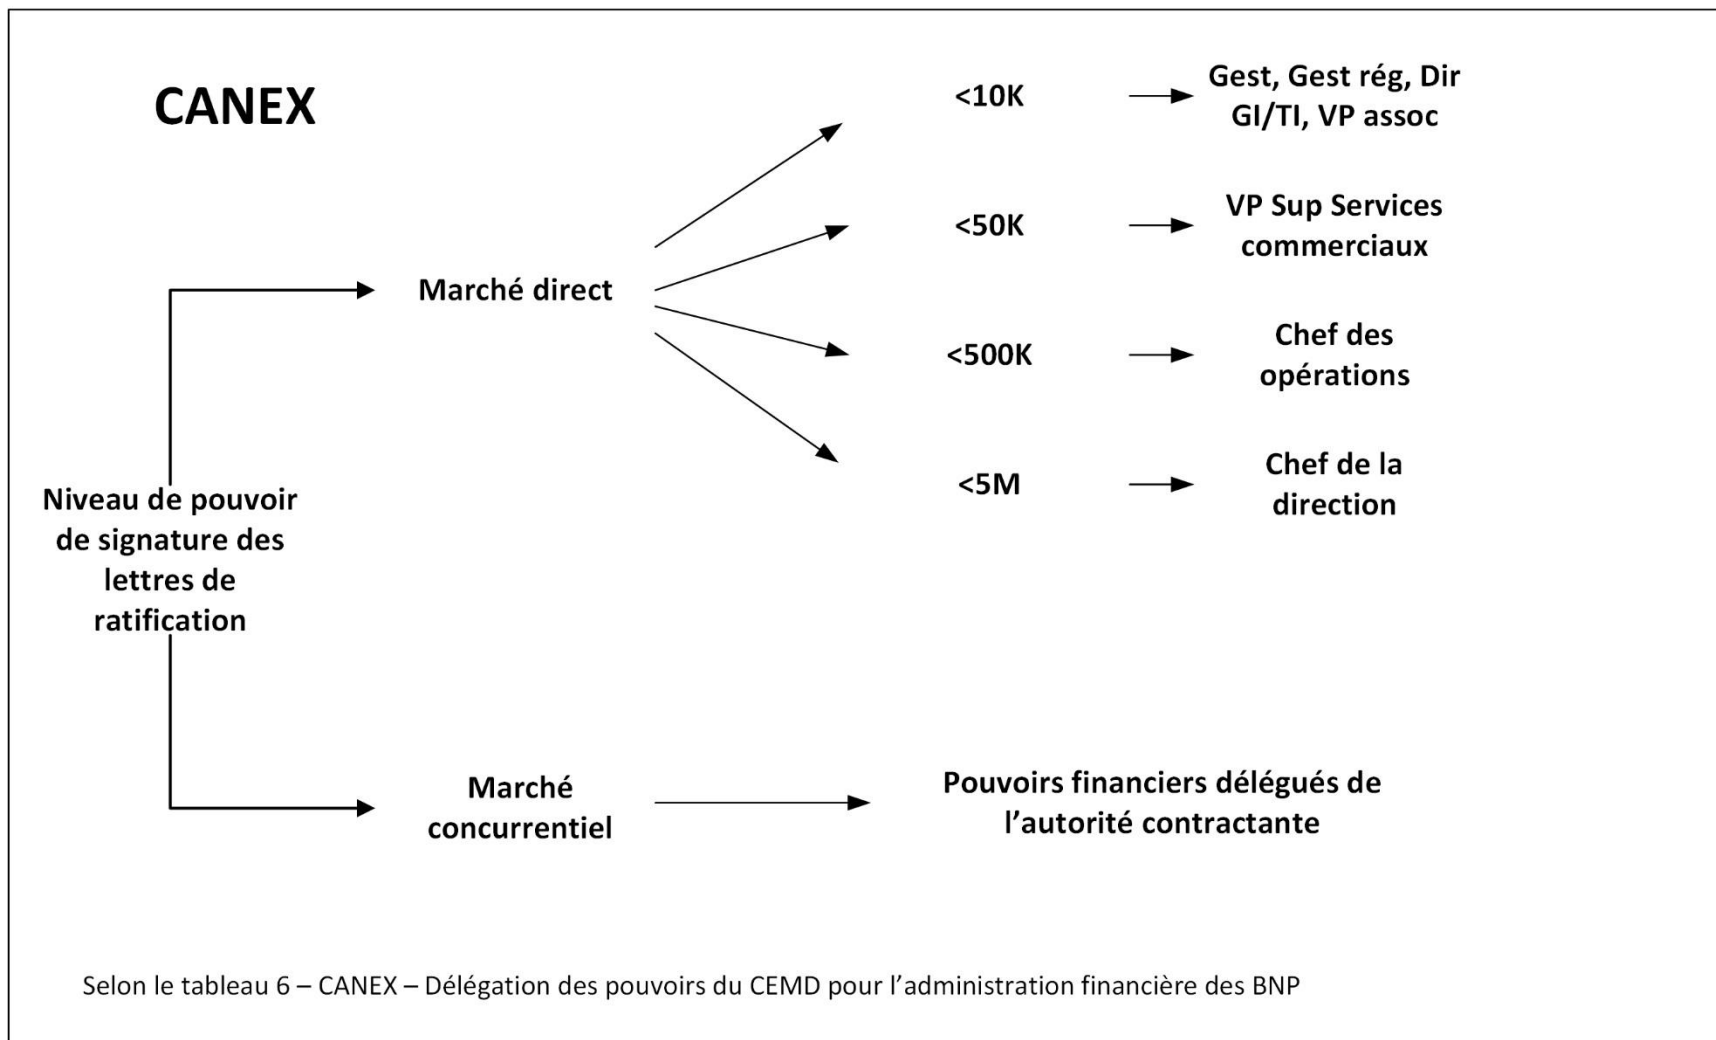 CANEX
<10K
Gest, Gest rég, Dir
GI/TI, VP assoc
<50K
VP Sup Services
commerciaux
Marché direct
<500K
Chef des
opérations
<5M
Chef de la
direction
Niveau de pouvoir
de signature des
lettres de
ratification
Marché
concurrentiel
Pouvoirs financiers délégués de
l’autorité contractante
Selon le tableau 6 – CANEX – Délégation des pouvoirs du CEMD pour l’administration financière des BNP